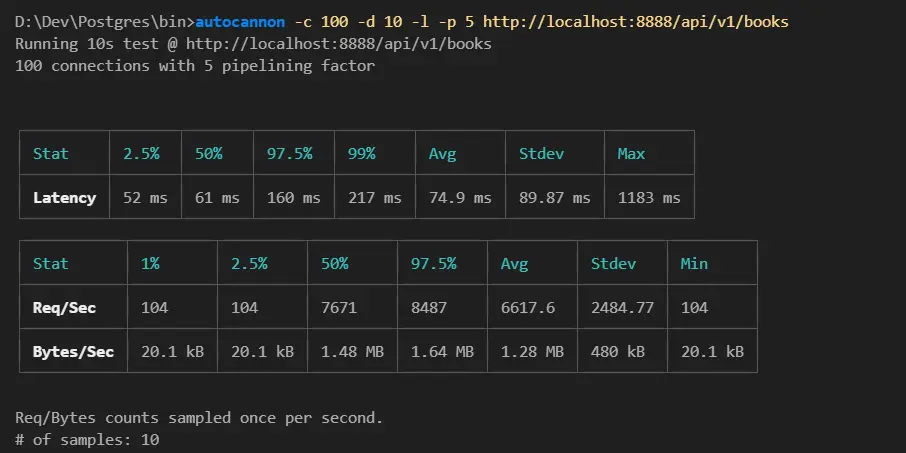 D:\Dev\Postgres\bin>autocannon -c 100 -d 10 -l -p 5 http://localhost:8888/api/v1/books
Running 10s test @ http://localhost:8888/api/v1/books
100 connections with 5 pipelining factor
Stat 2.5% 50% 97.5% 99% Avg Stdev Max
Latency 52 ms 61 ms 160 ms 217 ms 74.9 ms 89.87 ms 1183 ms
Stat 1% 2.5% 50% 97.5% Avg Stdev Min
Req/Sec 104 104 7671 8487 6617.6 2484.77 104
Bytes/Sec 20.1 kB 20.1 kB 1.48 MB 1.64 MB 1.28 MB 480 kB 20.1 kB
Req/Bytes counts sampled once per second.
# of samples: 10